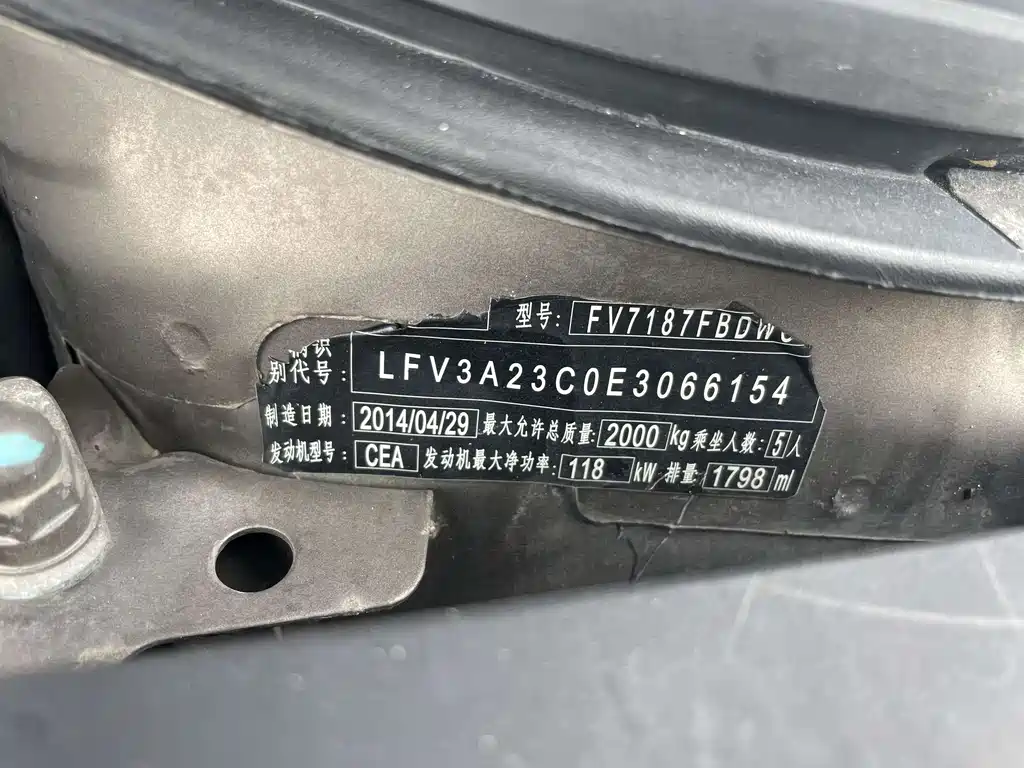 型号: FV7187FBDW
别代号: LFV3A23C0E3066154
制造日期: 2014/04/29 最大允许总质量: 2000 kg 乘坐人数: 5 人
发动机型号: CEA 发动机最大净功率: 118 kW 排量: 1798 ml